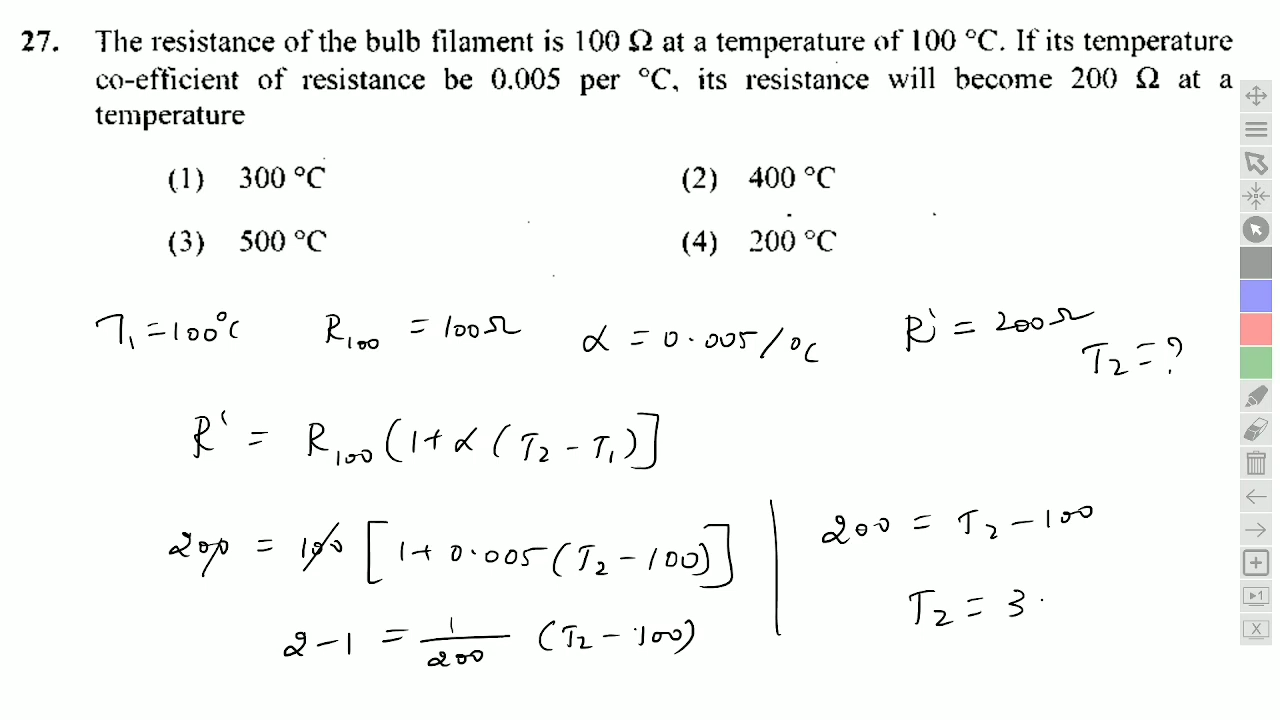 27. The resistance of the bulb filament is 100 Ω at a temperature of 100 °C. If its temperature
co-efficient of resistance be 0.005 per °C, its resistance will become 200 Ω at a
temperature
(1) 300 °C (2) 400 °C
(3) 500 °C (4) 200 °C
T₁ = 100°C R₁₀₀ = 100Ω α = 0.005/°C R' = 200Ω
T₂ = ?
R' = R₁₀₀ (1+α(T₂-T₁)]
200 = 100 [1+0.005(T₂-100)]
2-1 = 1/200 (T₂-100)
200 = T₂-100
T₂ = 3